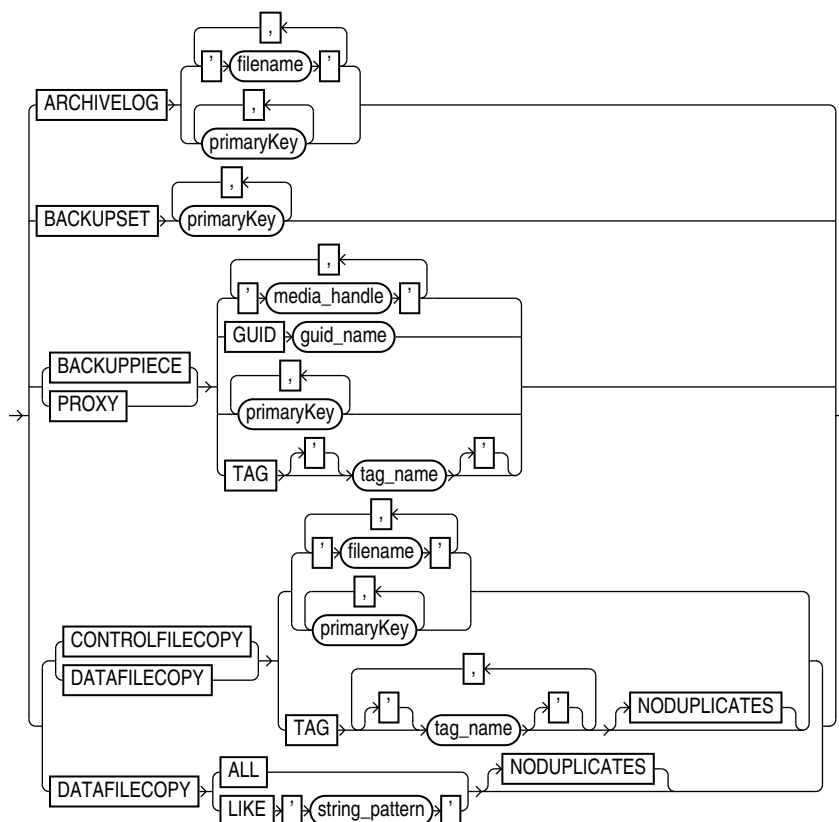 ,
' filename '
ARCHIVELOG
,
primaryKey
,
BACKUPSET primaryKey
,
' media_handle '
GUID guid_name
BACKUPPIECE
,
PROXY
primaryKey
' '
TAG tag_name
,
' filename '
,
primaryKey
CONTROLFILECOPY
DATAFILECOPY
,
' ' NODUPLICATES
TAG tag_name
ALL NODUPLICATES
DATAFILECOPY
LIKE ' string_pattern '